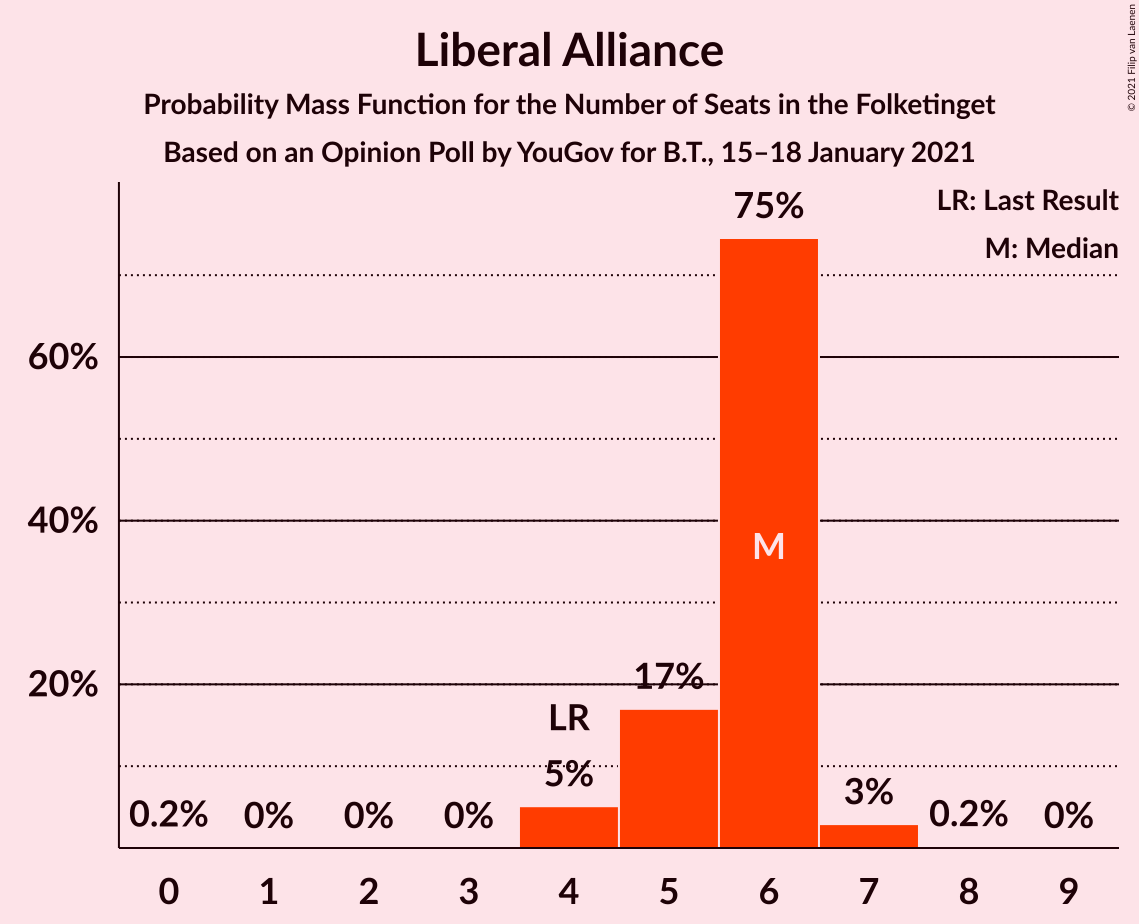 Liberal Alliance
Probability Mass Function for the Number of Seats in the Folketinget
Based on an Opinion Poll by YouGov for B.T., 15–18 January 2021
© 2021 Filip van Laenen
LR: Last Result
M: Median
75%
60%
40%
M
20%
17%
LR
5%
3%
0.2%
0%
0%
0%
0.2%
0%
0 1 2 3 4 5 6 7 8 9